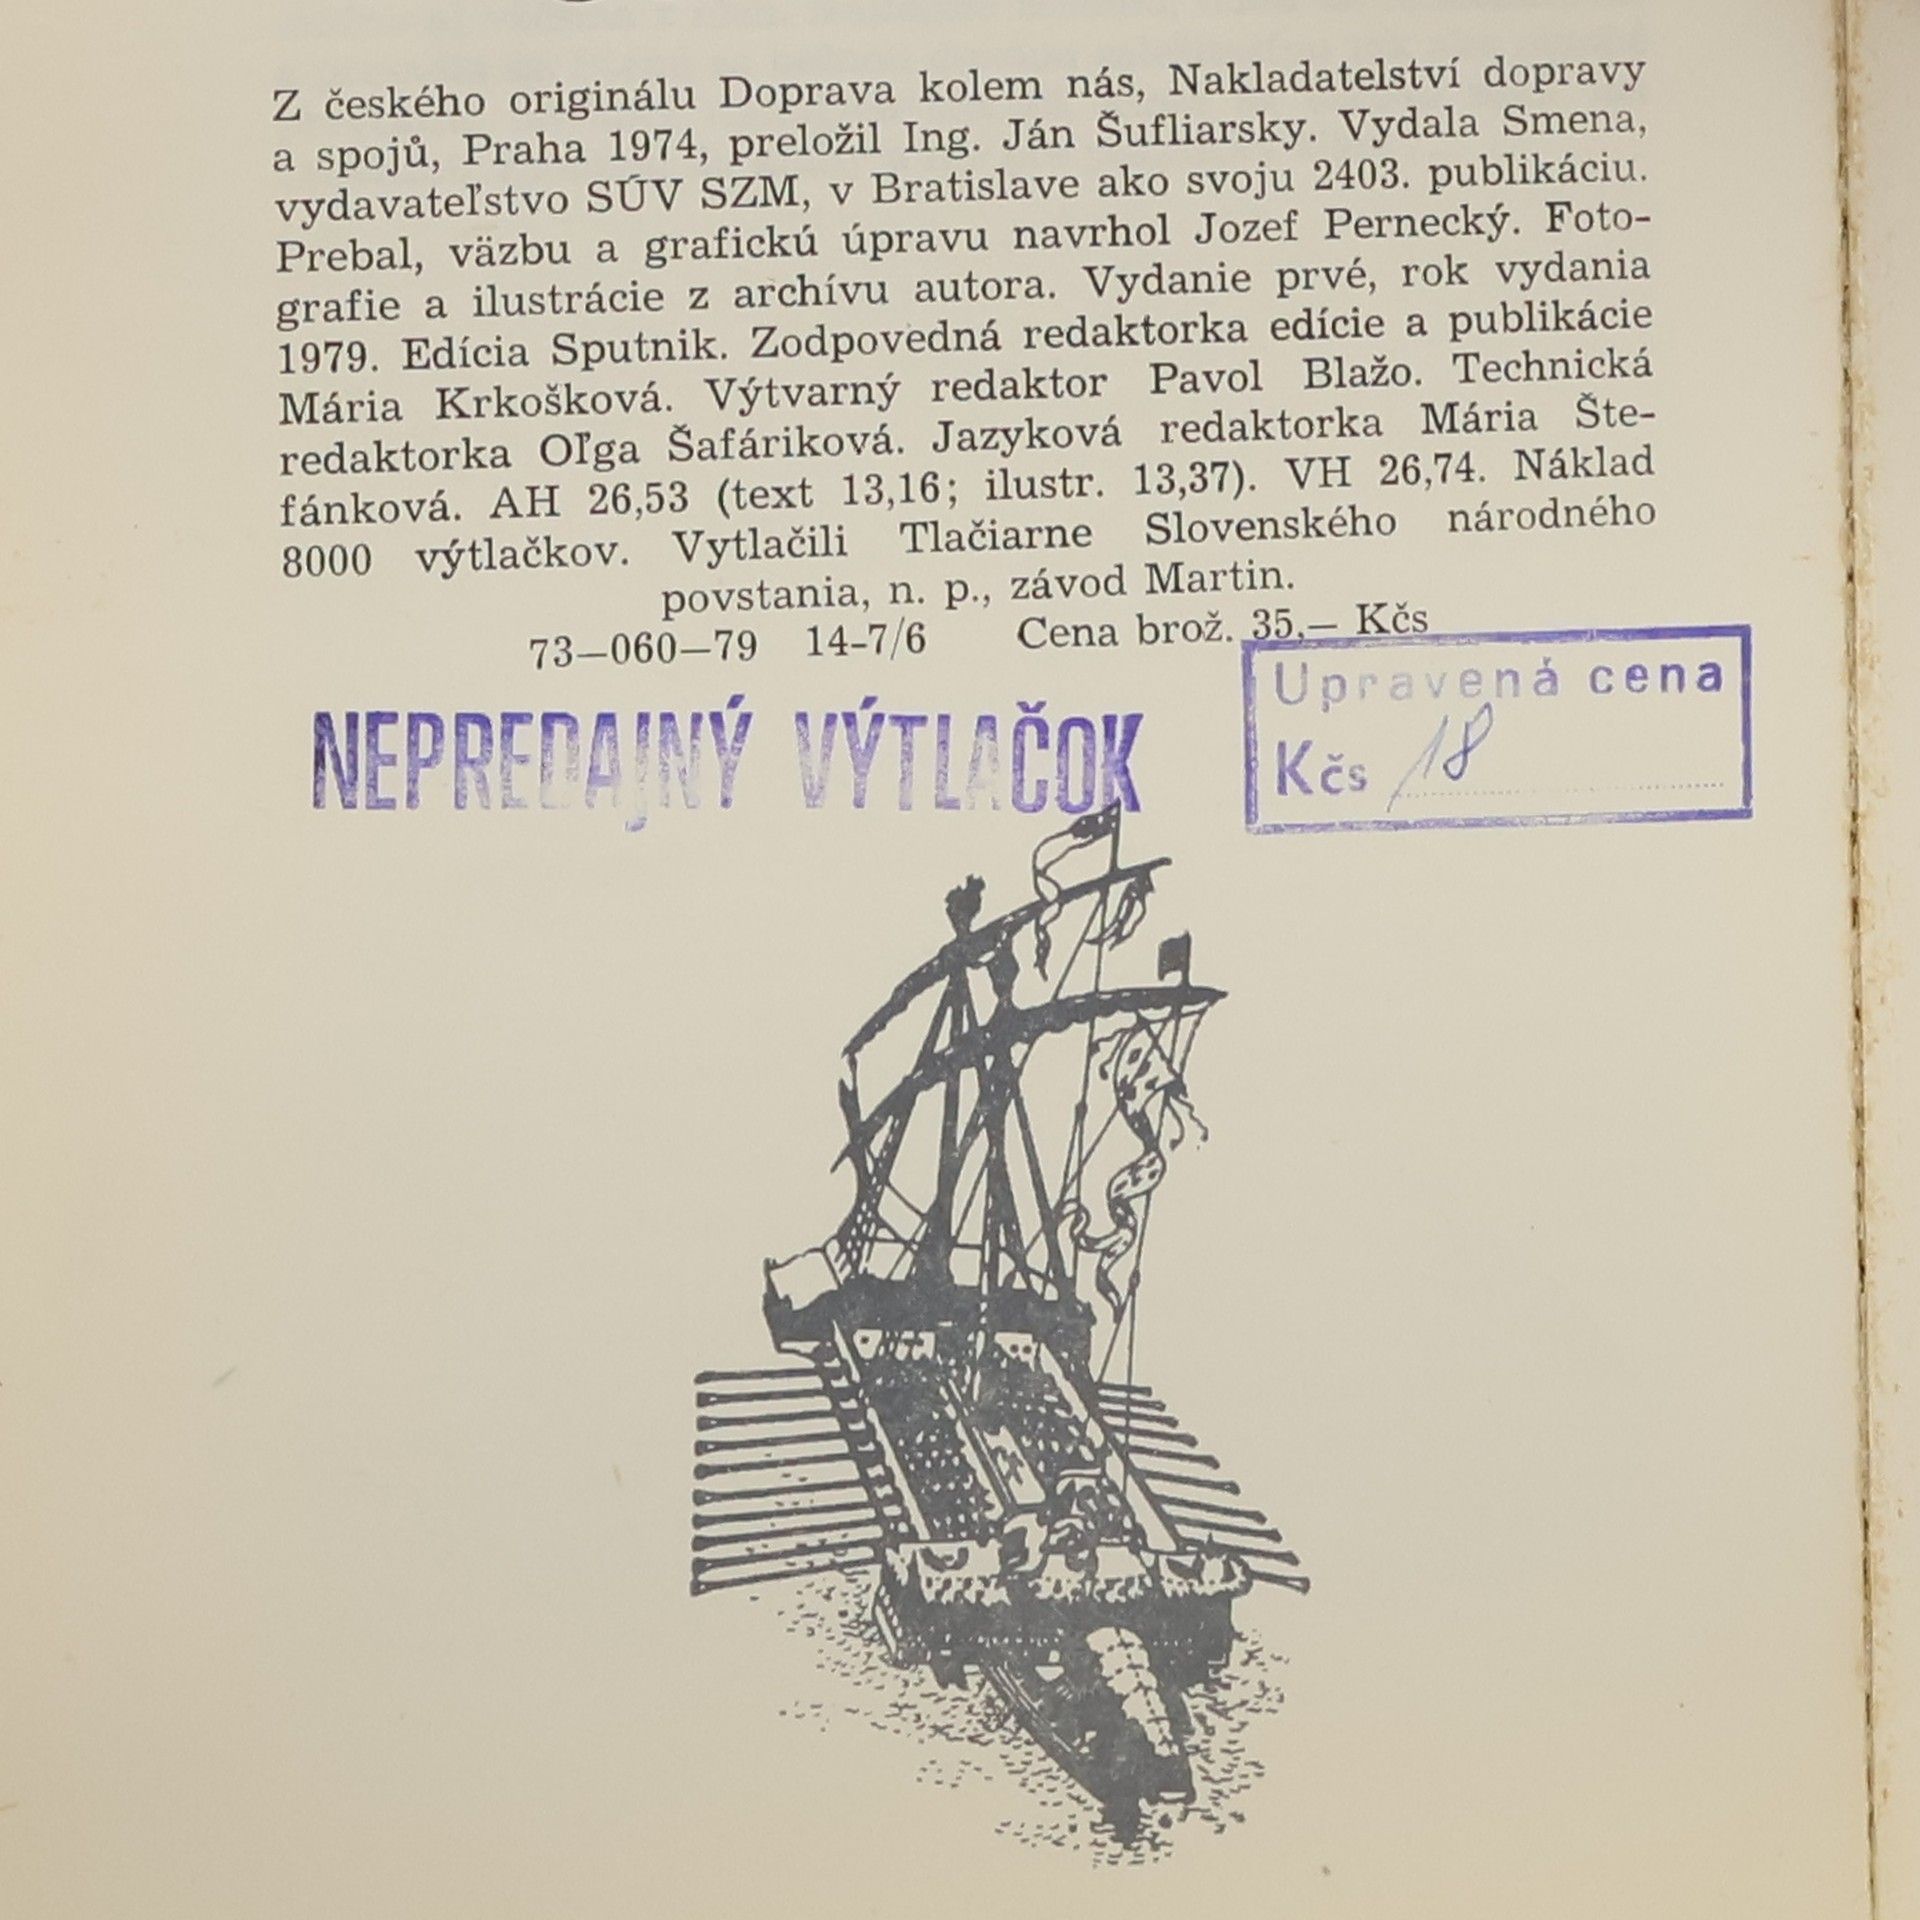 Z českého originálu Doprava kolem nás, Nakladatelství dopravy
a spojů, Praha 1974, preložil Ing. Ján Šufliarsky. Vydala Smena,
vydavateľstvo SÚV SZM, v Bratislave ako svoju 2403. publikáciu.
Prebal, väzbu a grafickú úpravu navrhol Jozef Pernecký. Foto-
grafie a ilustrácie z archívu autora. Vydanie prvé, rok vydania
1979. Edícia Sputnik. Zodpovedná redaktorka edície a publikácie
Mária Krkošková. Výtvarný redaktor Pavol Blažo. Technická
redaktorka Oľga Šafáriková. Jazyková redaktorka Mária Šte-
fánková. AH 26,53 (text 13,16; ilustr. 13,37). VH 26,74. Náklad
8000 výtlačkov. Vytlačili Tlačiarne Slovenského národného
povstania, n. p., závod Martin.
73—060—79 14-7/6 Cena brož. 35,— Kčs
NEPREDAJNÝ VÝTLAČOK
Upravená cena
Kčs 18